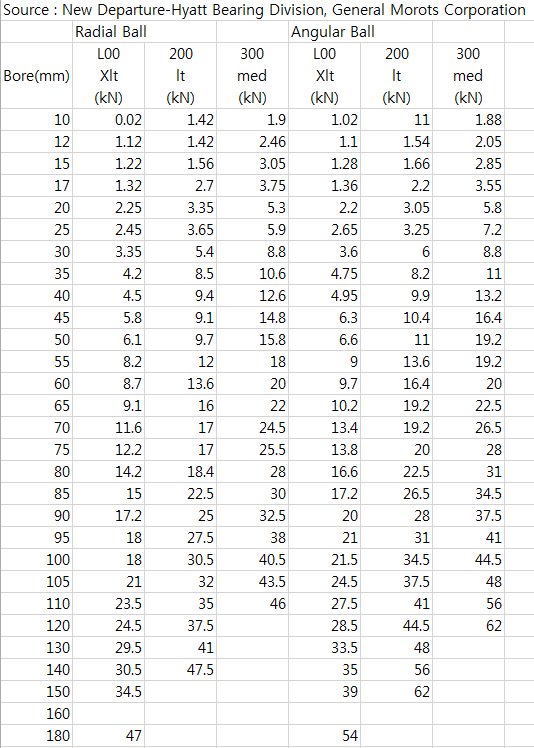 Source : New Departure-Hyatt Bearing Division, General Morots Corporation
Radial Ball Angular Ball
L00 200 300 L00 200 300
Bore(mm) Xlt lt med Xlt lt med
(kN) (kN) (kN) (kN) (kN) (kN)
10 0.02 1.42 1.9 1.02 11 1.88
12 1.12 1.42 2.46 1.1 1.54 2.05
15 1.22 1.56 3.05 1.28 1.66 2.85
17 1.32 2.7 3.75 1.36 2.2 3.55
20 2.25 3.35 5.3 2.2 3.05 5.8
25 2.45 3.65 5.9 2.65 3.25 7.2
30 3.35 5.4 8.8 3.6 6 8.8
35 4.2 8.5 10.6 4.75 8.2 11
40 4.5 9.4 12.6 4.95 9.9 13.2
45 5.8 9.1 14.8 6.3 10.4 16.4
50 6.1 9.7 15.8 6.6 11 19.2
55 8.2 12 18 9 13.6 19.2
60 8.7 13.6 20 9.7 16.4 20
65 9.1 16 22 10.2 19.2 22.5
70 11.6 17 24.5 13.4 19.2 26.5
75 12.2 17 25.5 13.8 20 28
80 14.2 18.4 28 16.6 22.5 31
85 15 22.5 30 17.2 26.5 34.5
90 17.2 25 32.5 20 28 37.5
95 18 27.5 38 21 31 41
100 18 30.5 40.5 21.5 34.5 44.5
105 21 32 43.5 24.5 37.5 48
110 23.5 35 46 27.5 41 56
120 24.5 37.5 28.5 44.5 62
130 29.5 41 33.5 48
140 30.5 47.5 35 56
150 34.5 39 62
160
180 47 54